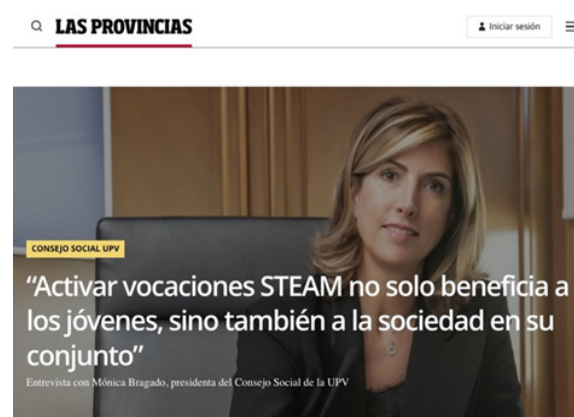 LAS PROVINCIAS
Iniciar sesión
CONSEJO SOCIAL UPV
“Activar vocaciones STEAM no solo beneficia a
los jóvenes, sino también a la sociedad en su
conjunto”
Entrevista con Mónica Bragado, presidenta del Consejo Social de la UPV